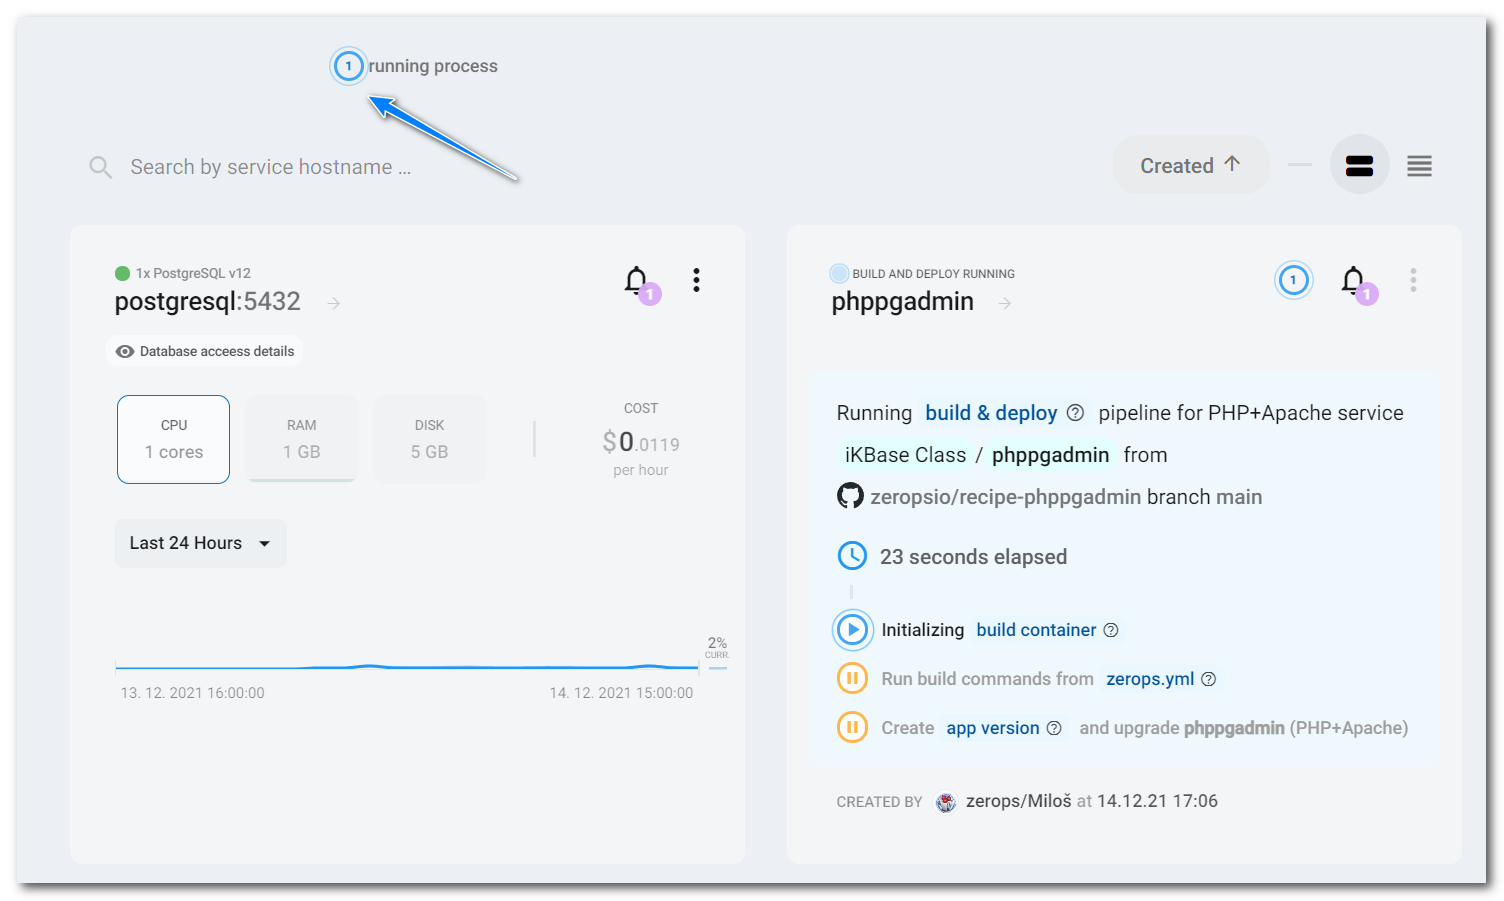 1 running process
Search by service hostname ...
Created ↑
1x PostgreSQL v12
postgresql:5432 →
1
Database acceess details
CPU
1 cores
RAM
1 GB
DISK
5 GB
COST
$0.0119
per hour
Last 24 Hours
2%
CURR.
13. 12. 2021 16:00:00
14. 12. 2021 15:00:00
BUILD AND DEPLOY RUNNING
phppgadmin →
1
1
Running build & deploy ? pipeline for PHP+Apache service
iKBase Class / phppgadmin from
zeropsio/recipe-phppgadmin branch main
23 seconds elapsed
Initializing build container ?
Run build commands from zerops.yml ?
Create app version ? and upgrade phppgadmin (PHP+Apache)
CREATED BY zerops/Miloš at 14.12.21 17:06